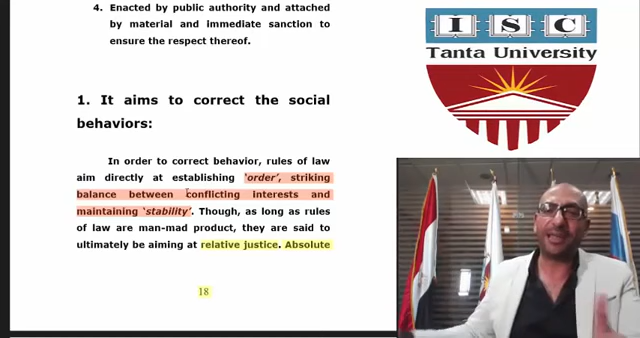 4. Enacted by public authority and attached
by material and immediate sanction to
ensure the respect thereof.
1. It aims to correct the social
behaviors:
In order to correct behavior, rules of law
aim directly at establishing ‘order’, striking
balance between conflicting interests and
maintaining ‘stability’. Though, as long as rules
of law are man-mad product, they are said to
ultimately be aiming at relative justice. Absolute
18
I S C
Tanta University